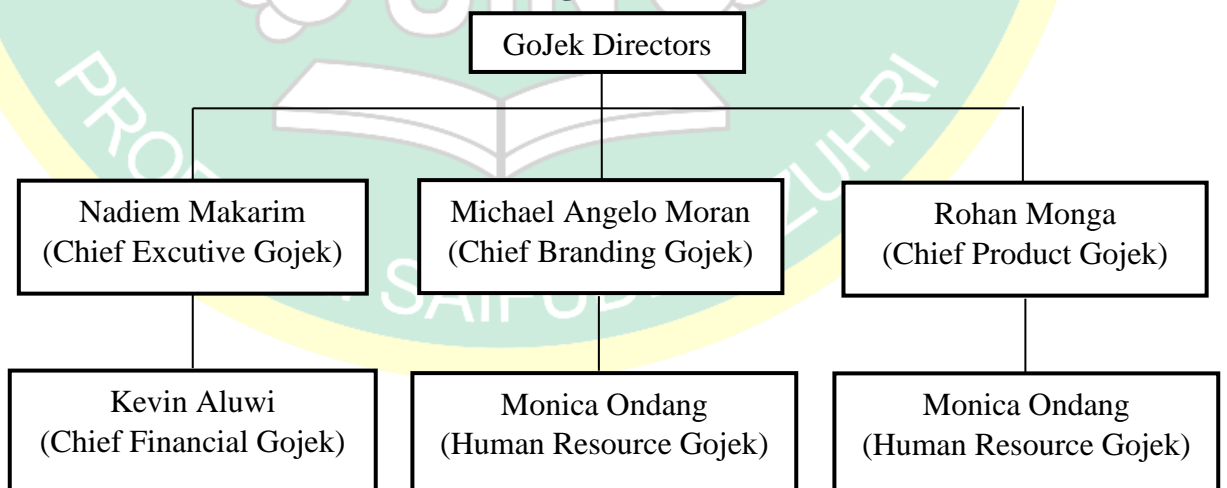 GoJek Directors
Nadiem Makarim
(Chief Excutive Gojek)
Michael Angelo Moran
(Chief Branding Gojek)
Rohan Monga
(Chief Product Gojek)
Kevin Aluwi
(Chief Financial Gojek)
Monica Ondang
(Human Resource Gojek)
Monica Ondang
(Human Resource Gojek)